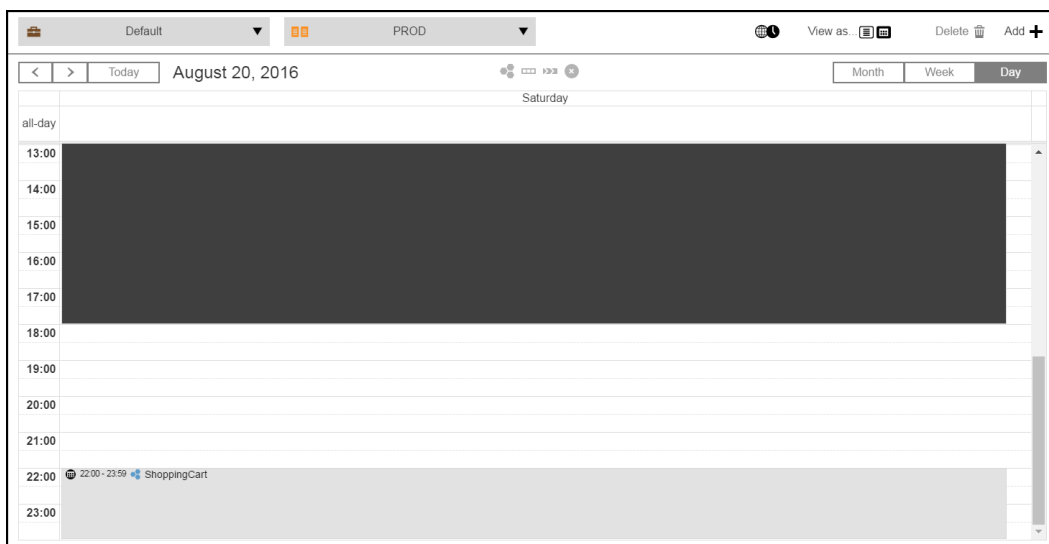 Default PROD View as... Delete Add
Today August 20, 2016 Month Week Day
Saturday
all-day
13:00
14:00
15:00
16:00
17:00
18:00
19:00
20:00
21:00
22:00 22:00 - 23:59 ShoppingCart
23:00